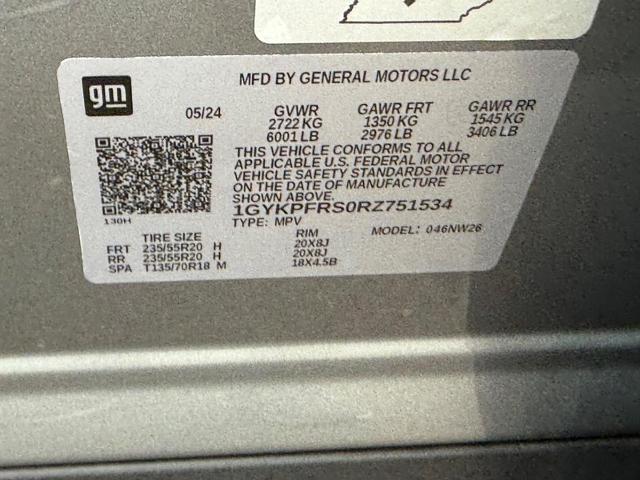 gm
MFD BY GENERAL MOTORS LLC
05/24
GVWR GAWR FRT GAWR RR
2722 KG 1350 KG 1545 KG
6001 LB 2976 LB 3406 LB
THIS VEHICLE CONFORMS TO ALL
APPLICABLE U.S. FEDERAL MOTOR
VEHICLE SAFETY STANDARDS IN EFFECT
ON THE DATE OF MANUFACTURE
SHOWN ABOVE.
1GYKPFRS0RZ751534
130H
TYPE: MPV MODEL: 046NW26
TIRE SIZE RIM
FRT 235/55R20 H 20X8J
RR 235/55R20 H 20X8J
SPA T135/70R18 M 18X4.5B